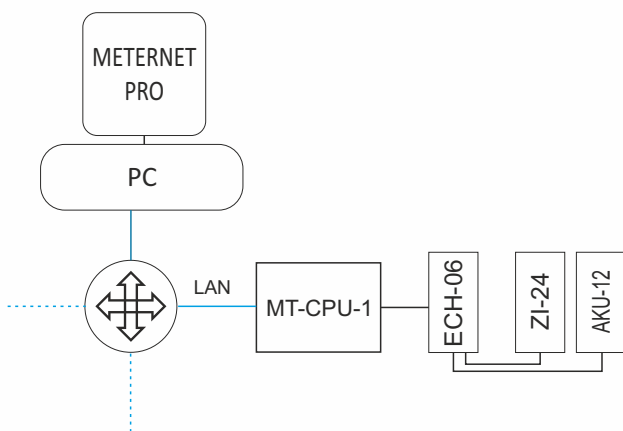 METERNET
PRO
PC
LAN
MT-CPU-1
ECH-06
ZI-24
AKU-12